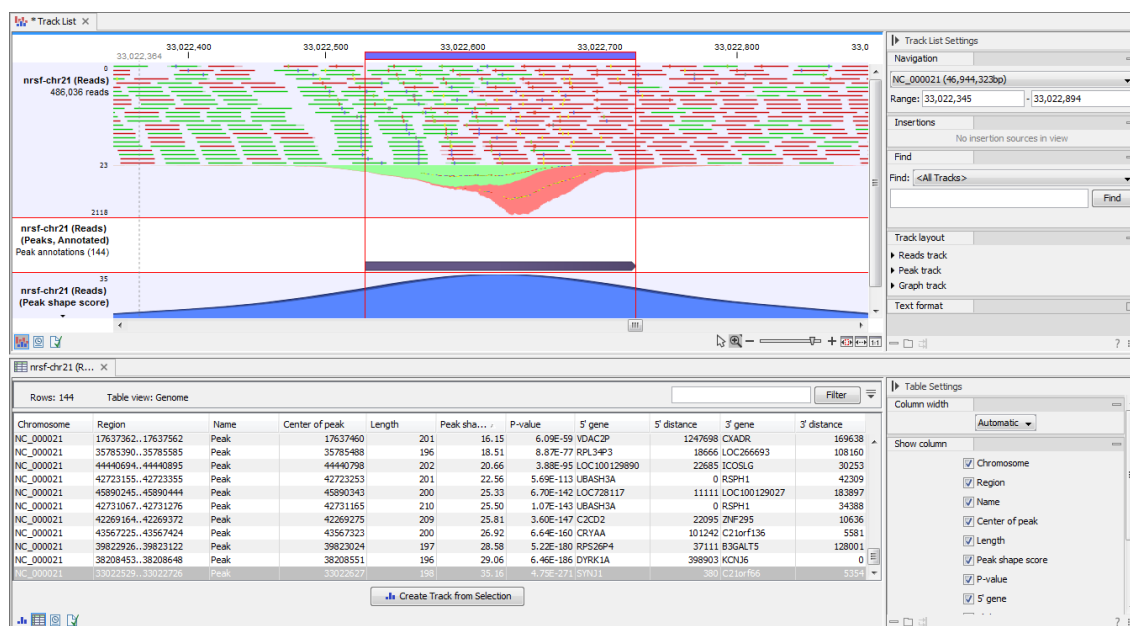 * Track List
33,022,400 33,022,500 33,022,600 33,022,700 33,022,800 33,0
33,022,364
0
nrsf-chr21 (Reads)
486,036 reads
23
2118
nrsf-chr21 (Reads)
(Peaks, Annotated)
Peak annotations (144)
35
nrsf-chr21 (Reads)
(Peak shape score)
1:1
Track List Settings
Navigation
NC_000021 (46,944,323bp)
Range: 33,022,345 - 33,022,894
Insertions
No insertion sources in view
Find
Find: <All Tracks>
Find
Track layout
Reads track
Peak track
Graph track
Text format
?
nrsf-chr21 (R...
Rows: 144 Table view: Genome Filter
Chromosome Region Name Center of peak Length Peak sha... P-value 5' gene 5' distance 3' gene 3' distance
NC_000021 17637362..17637562 Peak 17637460 201 16.15 6.09E-59 VDAC2P 1247698 CXADR 169638
NC_000021 35785390..35785585 Peak 35785488 196 18.51 8.87E-77 RPL34P3 18666 LOC266693 108160
NC_000021 44440694..44440895 Peak 44440798 202 20.66 3.88E-95 LOC100129890 22685 ICOSLG 30253
NC_000021 42723155..42723355 Peak 42723253 201 22.56 5.69E-113 UBASH3A 0 RSPH1 42309
NC_000021 45890245..45890444 Peak 45890343 200 25.33 6.70E-142 LOC728117 11111 LOC100129027 183897
NC_000021 42731067..42731276 Peak 42731165 210 25.50 1.07E-143 UBASH3A 0 RSPH1 34388
NC_000021 42269164..42269372 Peak 42269275 209 25.81 3.60E-147 C2CD2 22095 ZNF295 10636
NC_000021 43567225..43567424 Peak 43567323 200 26.92 6.64E-160 CRYAA 101242 C21orf136 5581
NC_000021 39822926..39823122 Peak 39823024 197 28.58 5.22E-180 RPS26P4 37111 B3GALT5 128001
NC_000021 38208453..38208648 Peak 38208551 196 29.06 6.46E-186 DYRK1A 398903 KCNJ6 0
NC_000021 33022529..33022726 Peak 33022627 198 35.16 4.75E-271 SYNJ1 380 C21orf66 5354
Create Track from Selection
Table Settings
Column width
Automatic
Show column
Chromosome
Region
Name
Center of peak
Length
Peak shape score
P-value
5' gene
?